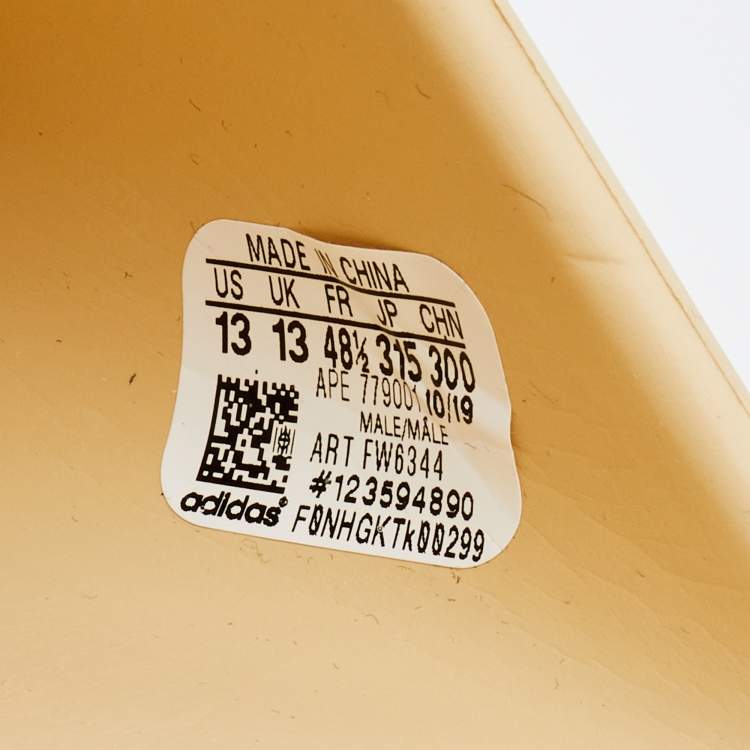 MADE IN CHINA
US UK FR JP CHN
13 13 48½ 315 300
APE 779001 10/19
MALE/MÂLE
ART FW6344
#123594890
adidas® F0NHGKTk00299